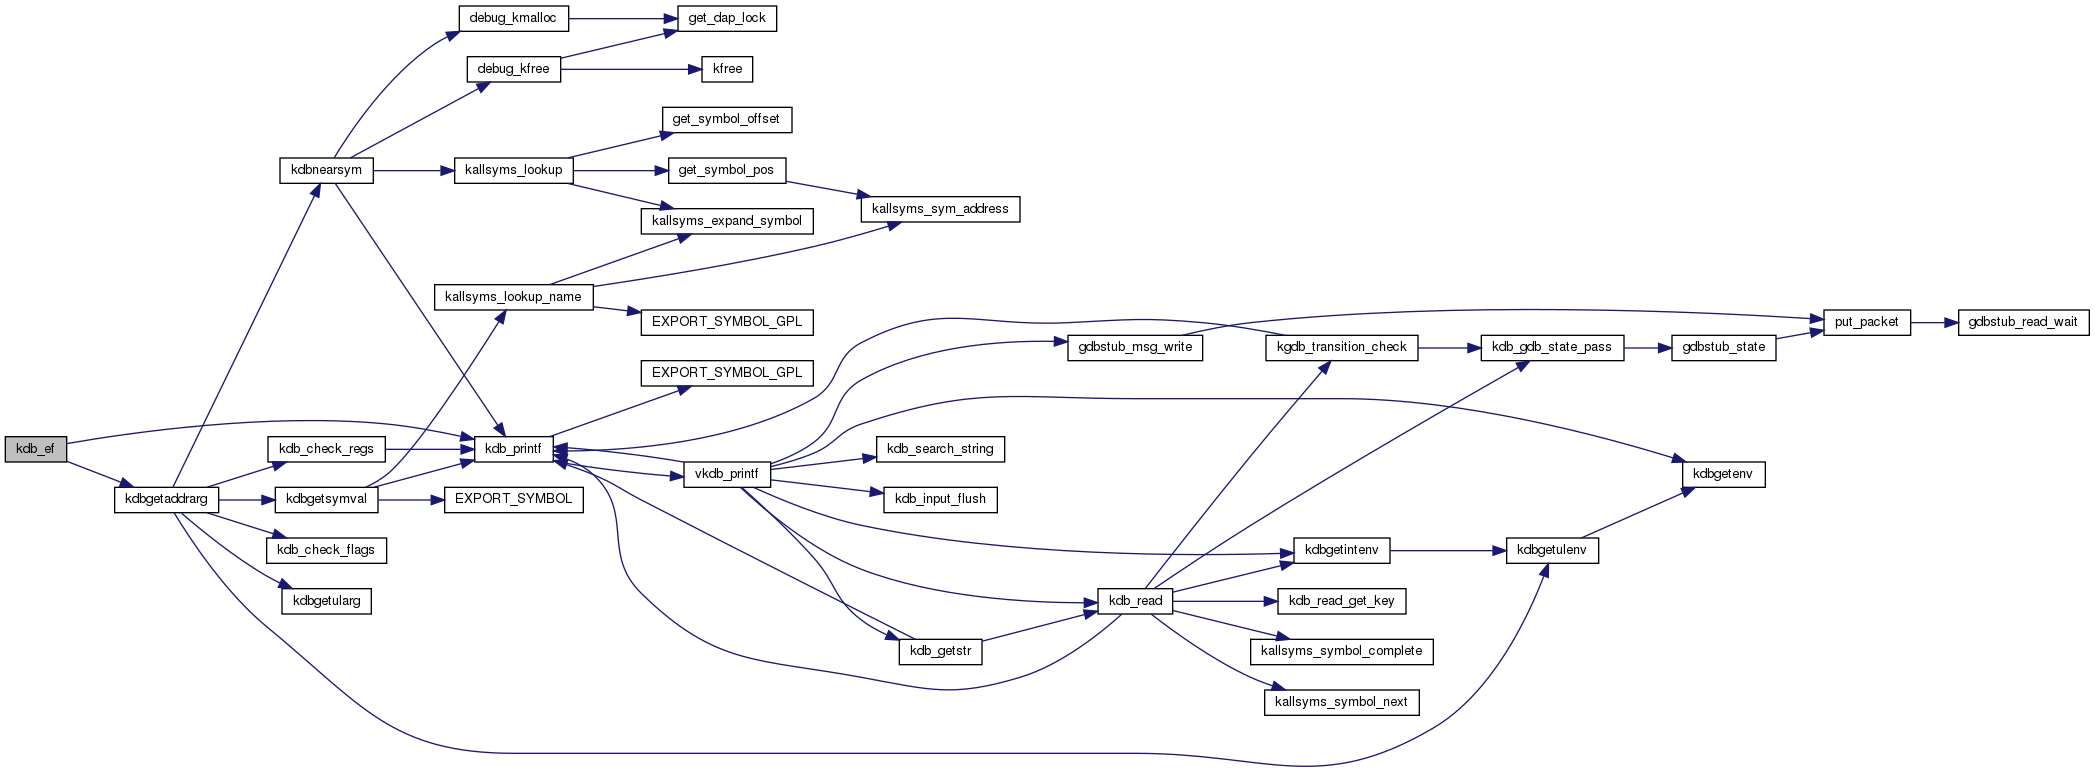 debug_kmalloc
get_dap_lock
debug_kfree
kfree
get_symbol_offset
kdbnearsym
kallsyms_lookup
get_symbol_pos
kallsyms_sym_address
kallsyms_expand_symbol
kallsyms_lookup_name
EXPORT_SYMBOL_GPL
put_packet
gdbstub_read_wait
gdbstub_msg_write
kgdb_transition_check
kdb_gdb_state_pass
gdbstub_state
EXPORT_SYMBOL_GPL
kdb_ef
kdb_check_regs
kdb_printf
kdb_search_string
vkdb_printf
kdbgetenv
kdbgetaddrarg
kdbgetsymval
EXPORT_SYMBOL
kdb_input_flush
kdb_check_flags
kdbgetintenv
kdbgetulenv
kdbgetularg
kdb_read
kdb_read_get_key
kdb_getstr
kallsyms_symbol_complete
kallsyms_symbol_next